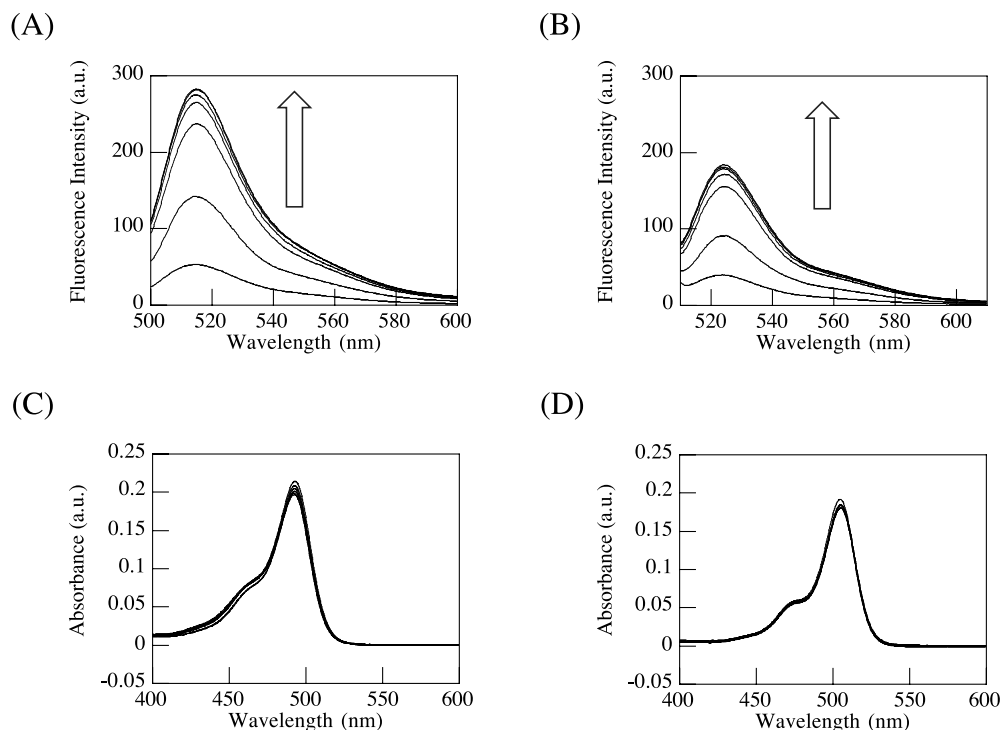 (A)
Fluorescence Intensity (a.u.)
300
200
100
0
500 520 540 560 580 600
Wavelength (nm)
(B)
Fluorescence Intensity (a.u.)
300
200
100
0
520 540 560 580 600
Wavelength (nm)
(C)
Absorbance (a.u.)
0.25
0.2
0.15
0.1
0.05
0
-0.05
400 450 500 550 600
Wavelength (nm)
(D)
Absorbance (a.u.)
0.25
0.2
0.15
0.1
0.05
0
-0.05
400 450 500 550 600
Wavelength (nm)